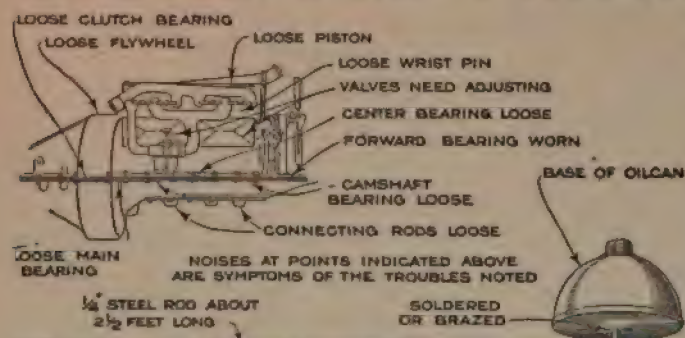 LOOSE CLUTCH BEARING
LOOSE FLYWHEEL
LOOSE PISTON
LOOSE WRIST PIN
VALVES NEED ADJUSTING
CENTER BEARING LOOSE
FORWARD BEARING WORN
BASE OF OILCAN
CAMSHAFT
BEARING LOOSE
CONNECTING RODS LOOSE
LOOSE MAIN
BEARING
NOISES AT POINTS INDICATED ABOVE
ARE SYMPTOMS OF THE TROUBLES NOTED
1/4" STEEL ROD ABOUT
2 1/2 FEET LONG
SOLDERED
OR BRAZED